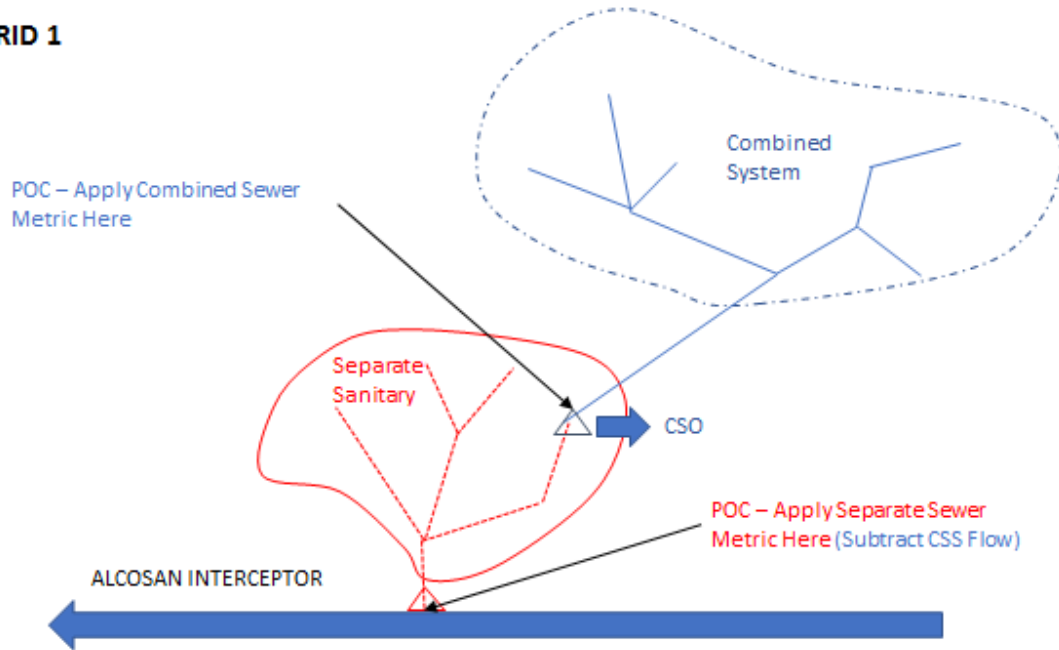 RID 1
Combined
System
POC – Apply Combined Sewer
Metric Here
Separate
Sanitary
CSO
POC – Apply Separate Sewer
Metric Here (Subtract CSS Flow)
ALCOSAN INTERCEPTOR